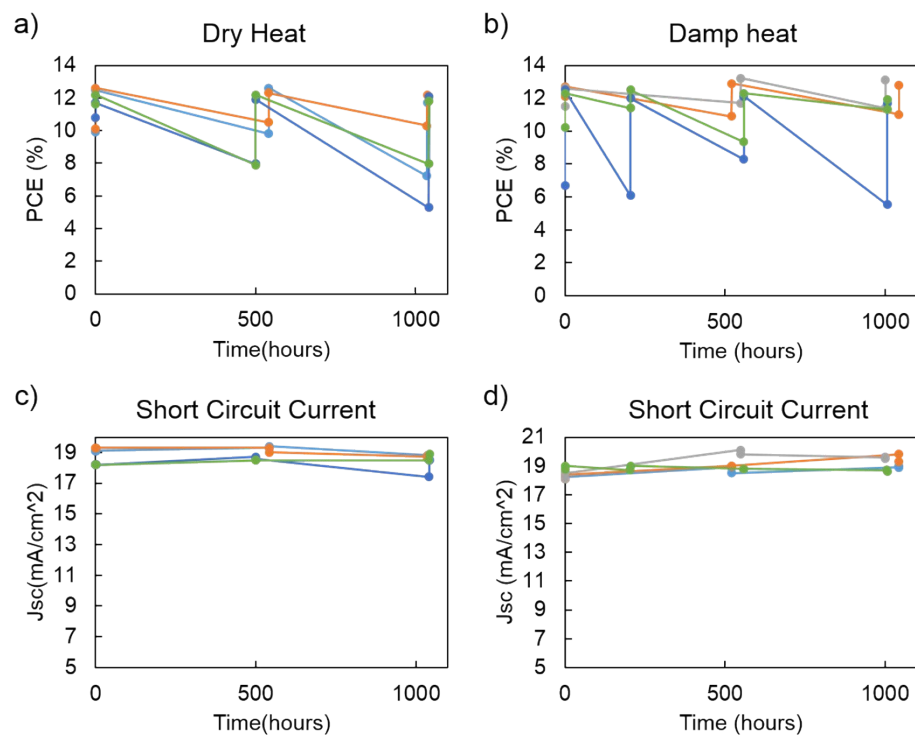 a)
Dry Heat
PCE (%)
14
12
10
8
6
4
2
0
0
500
1000
Time(hours)
b)
Damp heat
PCE (%)
14
12
10
8
6
4
2
0
0
500
1000
Time (hours)
c)
Short Circuit Current
Jsc(mA/cm^2)
19
17
15
13
11
9
7
5
0
500
1000
Time(hours)
d)
Short Circuit Current
Jsc (mA/cm^2)
21
19
17
15
13
11
9
7
5
0
500
1000
Time (hours)